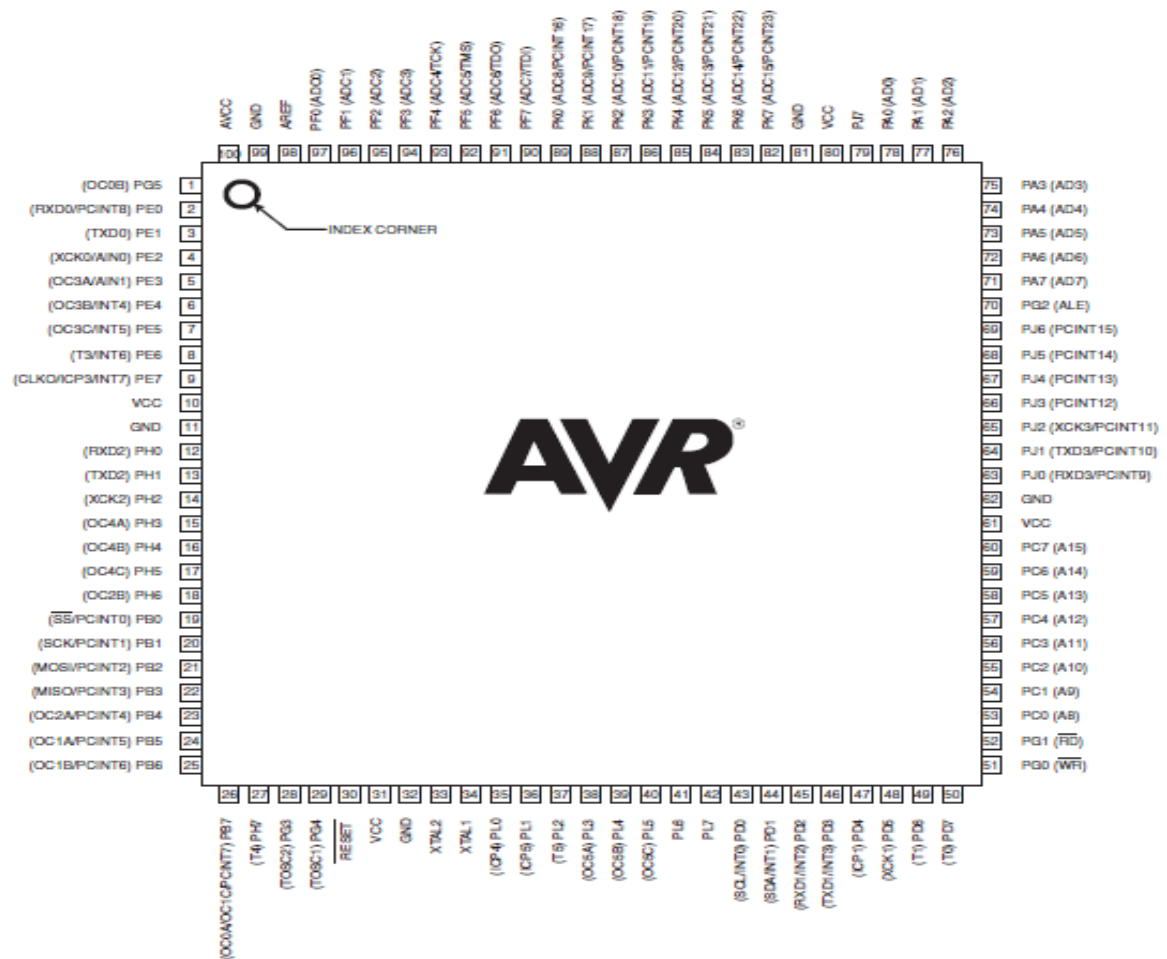 AVCC
GND
AREF
PF0 (ADC0)
PF1 (ADC1)
PF2 (ADC2)
PF3 (ADC3)
PF4 (ADC4/TCK)
PF5 (ADC5/TMS)
PF6 (ADC6/TDO)
PF7 (ADC7/TDI)
PK0 (ADC8/PCINT16)
PK1 (ADC9/PCINT17)
PK2 (ADC10/PCINT18)
PK3 (ADC11/PCINT19)
PK4 (ADC12/PCINT20)
PK5 (ADC13/PCINT21)
PK6 (ADC14/PCINT22)
PK7 (ADC15/PCINT23)
GND
VCC
PJ7
PA0 (AD0)
PA1 (AD1)
PA2 (AD2)
100 99 98 97 96 95 94 93 92 91 90 89 88 87 86 85 84 83 82 81 80 79 78 77 76
(OC0B) PG5 1
(RXD0/PCINT8) PE0 2
(TXD0) PE1 3
(XCK0/AIN0) PE2 4
(OC3A/AIN1) PE3 5
(OC3B/INT4) PE4 6
(OC3C/INT5) PE5 7
(T3/INT6) PE6 8
(CLKO/ICP3/INT7) PE7 9
VCC 10
GND 11
(RXD2) PH0 12
(TXD2) PH1 13
(XCK2) PH2 14
(OC4A) PH3 15
(OC4B) PH4 16
(OC4C) PH5 17
(OC2B) PH6 18
(SS/PCINT0) PB0 19
(SCK/PCINT1) PB1 20
(MOSI/PCINT2) PB2 21
(MISO/PCINT3) PB3 22
(OC2A/PCINT4) PB4 23
(OC1A/PCINT5) PB5 24
(OC1B/PCINT6) PB6 25
INDEX CORNER
AVR®
75 PA3 (AD3)
74 PA4 (AD4)
73 PA5 (AD5)
72 PA6 (AD6)
71 PA7 (AD7)
70 PG2 (ALE)
69 PJ6 (PCINT15)
68 PJ5 (PCINT14)
67 PJ4 (PCINT13)
66 PJ3 (PCINT12)
65 PJ2 (XCK3/PCINT11)
64 PJ1 (TXD3/PCINT10)
63 PJ0 (RXD3/PCINT9)
62 GND
61 VCC
60 PC7 (A15)
59 PC6 (A14)
58 PC5 (A13)
57 PC4 (A12)
56 PC3 (A11)
55 PC2 (A10)
54 PC1 (A9)
53 PC0 (A8)
52 PG1 (RD)
51 PG0 (WR)
26 27 28 29 30 31 32 33 34 35 36 37 38 39 40 41 42 43 44 45 46 47 48 49 50
(OC0A/OC1C/PCINT7) PB7
(T4) PH7
(TOSC2) PG3
(TOSC1) PG4
RESET
VCC
GND
XTAL2
XTAL1
(ICP4) PL0
(ICP5) PL1
(T5) PL2
(OC5A) PL3
(OC5B) PL4
(OC5C) PL5
PL6
PL7
(SCL/INT0) PD0
(SDA/INT1) PD1
(RXD1/INT2) PD2
(TXD1/INT3) PD3
(ICP1) PD4
(XCK1) PD5
(T1) PD6
(T0) PD7